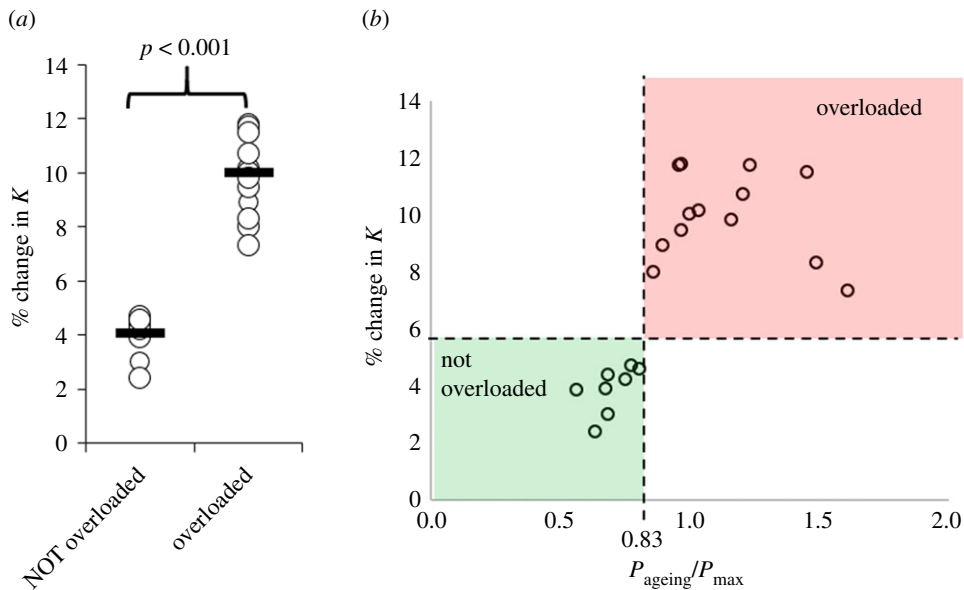 (a)
p < 0.001
% change in K
14
12
10
8
6
4
2
0
NOT overloaded
overloaded
(b)
% change in K
14
12
10
8
6
4
2
0
overloaded
not
overloaded
0.0
0.5
0.83
1.0
1.5
2.0
Pageing/Pmax